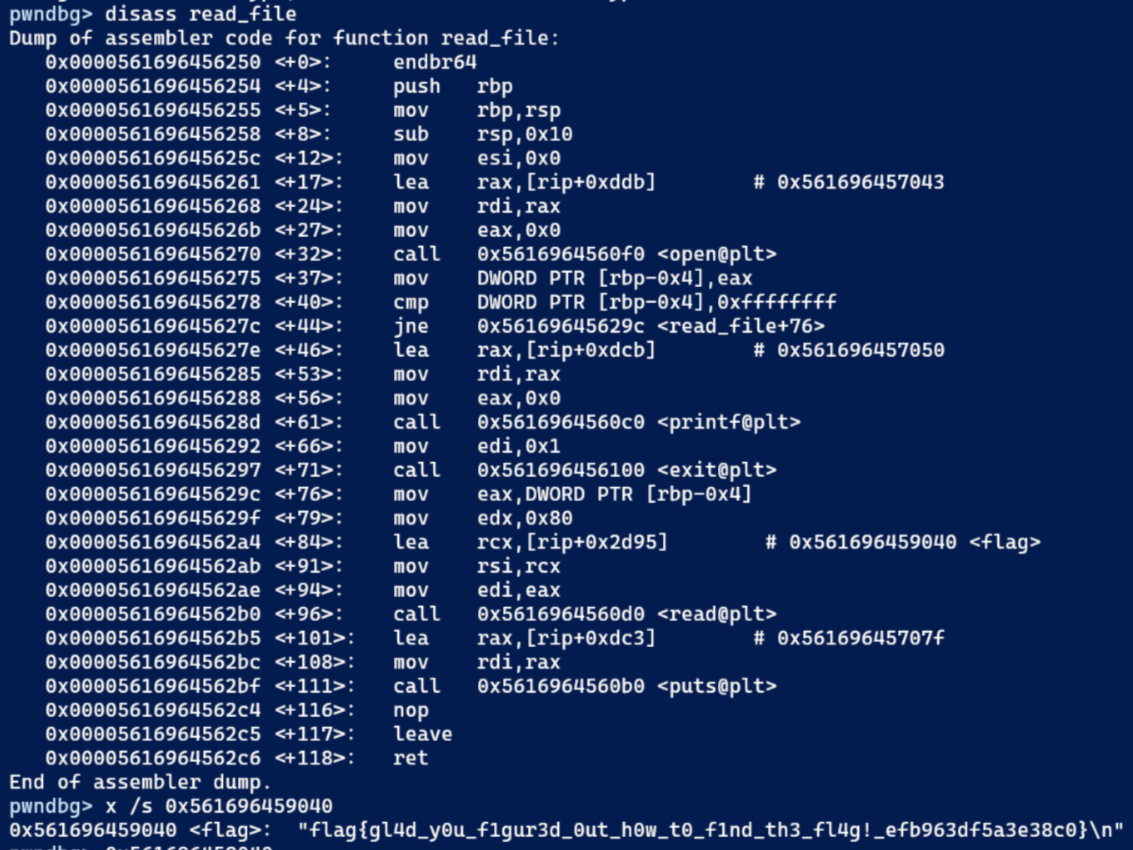 pwndbg> disass read_file
Dump of assembler code for function read_file:
   0x0000561696456250 <+0>:     endbr64
   0x0000561696456254 <+4>:     push   rbp
   0x0000561696456255 <+5>:     mov    rbp,rsp
   0x0000561696456258 <+8>:     sub    rsp,0x10
   0x000056169645625c <+12>:    mov    esi,0x0
   0x0000561696456261 <+17>:    lea    rax,[rip+0xddb]        # 0x561696457043
   0x0000561696456268 <+24>:    mov    rdi,rax
   0x000056169645626b <+27>:    mov    eax,0x0
   0x0000561696456270 <+32>:    call   0x5616964560f0 <open@plt>
   0x0000561696456275 <+37>:    mov    DWORD PTR [rbp-0x4],eax
   0x0000561696456278 <+40>:    cmp    DWORD PTR [rbp-0x4],0xffffffff
   0x000056169645627c <+44>:    jne    0x56169645629c <read_file+76>
   0x000056169645627e <+46>:    lea    rax,[rip+0xdcb]        # 0x561696457050
   0x0000561696456285 <+53>:    mov    rdi,rax
   0x0000561696456288 <+56>:    mov    eax,0x0
   0x000056169645628d <+61>:    call   0x5616964560c0 <printf@plt>
   0x0000561696456292 <+66>:    mov    edi,0x1
   0x0000561696456297 <+71>:    call   0x561696456100 <exit@plt>
   0x000056169645629c <+76>:    mov    eax,DWORD PTR [rbp-0x4]
   0x000056169645629f <+79>:    mov    edx,0x80
   0x00005616964562a4 <+84>:    lea    rcx,[rip+0x2d95]        # 0x561696459040 <flag>
   0x00005616964562ab <+91>:    mov    rsi,rcx
   0x00005616964562ae <+94>:    mov    edi,eax
   0x00005616964562b0 <+96>:    call   0x5616964560d0 <read@plt>
   0x00005616964562b5 <+101>:   lea    rax,[rip+0xdc3]        # 0x56169645707f
   0x00005616964562bc <+108>:   mov    rdi,rax
   0x00005616964562bf <+111>:   call   0x5616964560b0 <puts@plt>
   0x00005616964562c4 <+116>:   nop
   0x00005616964562c5 <+117>:   leave
   0x00005616964562c6 <+118>:   ret
End of assembler dump.
pwndbg> x /s 0x561696459040
0x561696459040 <flag>:  "flag{gl4d_y0u_f1gur3d_0ut_h0w_t0_f1nd_th3_fl4g!_efb963df5a3e38c0}\n"